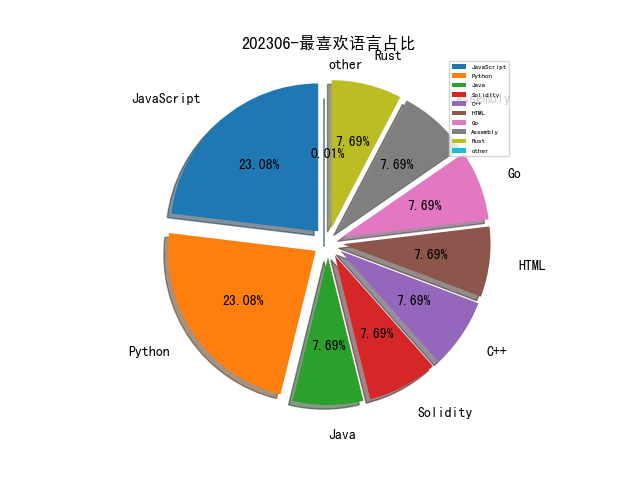 202306-最喜欢语言占比
other
Rust
JavaScript
Assembly
Go
HTML
C++
Solidity
Java
Python
23.08%
0.01%
7.69%
7.69%
7.69%
7.69%
7.69%
7.69%
7.69%
23.08%
JavaScript
Python
Java
Solidity
C++
HTML
Go
Assembly
Rust
other